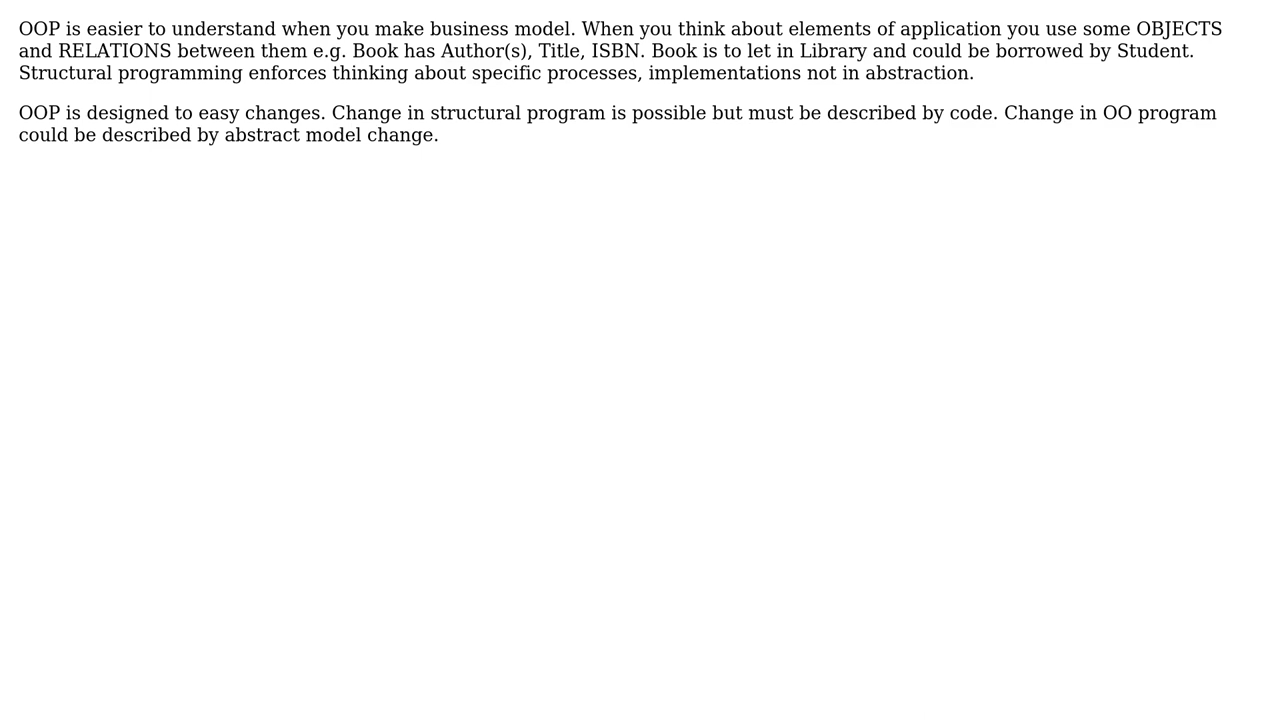 OOP is easier to understand when you make business model. When you think about elements of application you use some OBJECTS
and RELATIONS between them e.g. Book has Author(s), Title, ISBN. Book is to let in Library and could be borrowed by Student.
Structural programming enforces thinking about specific processes, implementations not in abstraction.
OOP is designed to easy changes. Change in structural program is possible but must be described by code. Change in OO program
could be described by abstract model change.